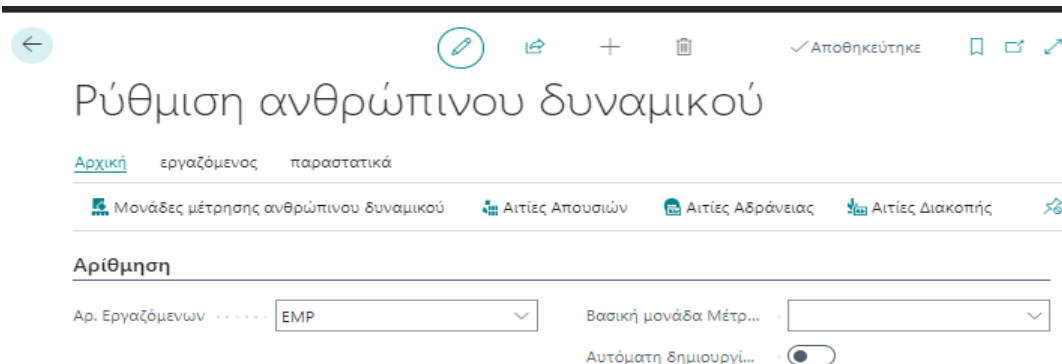 Αποθηκεύτηκε
Ρύθμιση ανθρώπινου δυναμικού
Αρχική εργαζόμενος παραστατικά
Μονάδες μέτρησης ανθρώπινου δυναμικού Αιτίες Απουσιών Αιτίες Αδράνειας Αιτίες Διακοπής
Αρίθμηση
Αρ. Εργαζόμενων EMP Βασική μονάδα Μέτρ...
Αυτόματη δημιουργί...